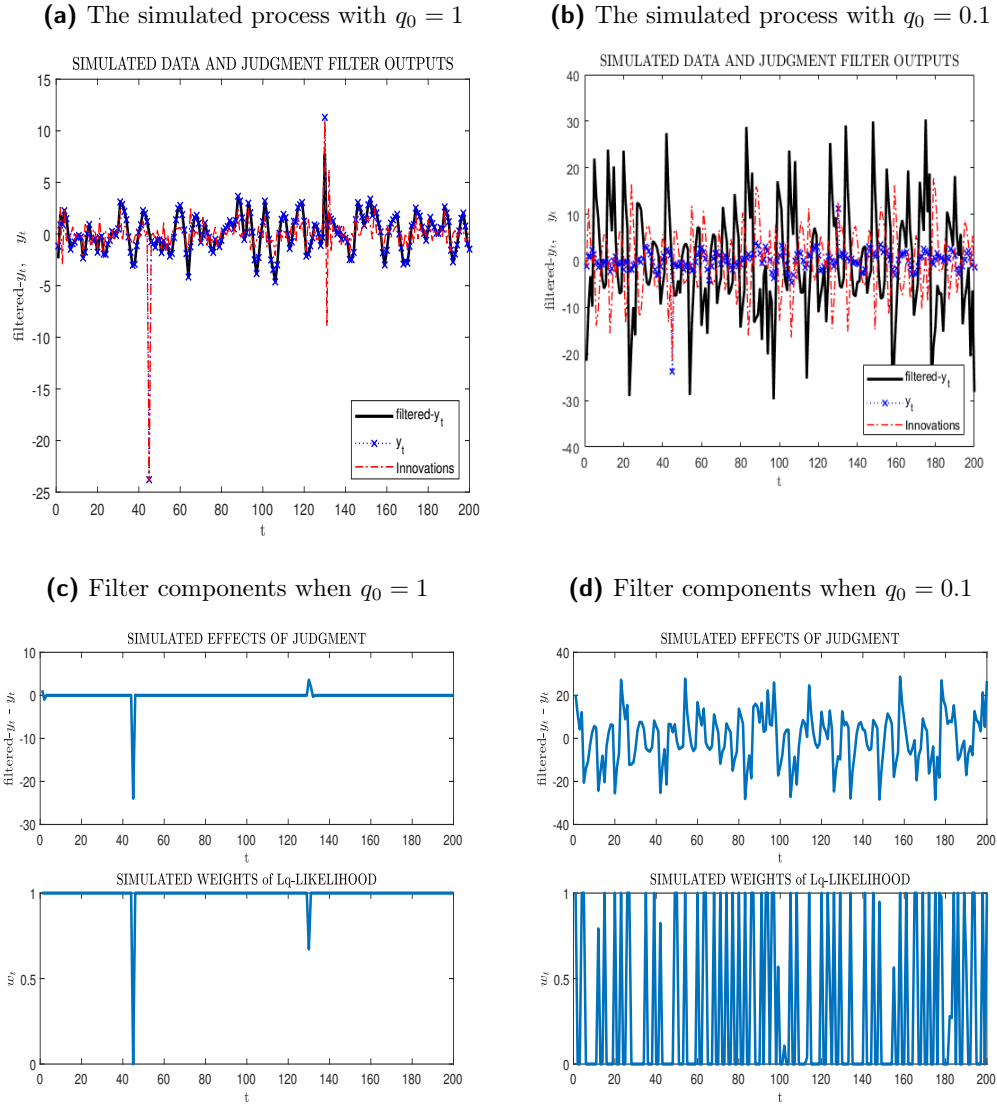 (a) The simulated process with q₀ = 1
SIMULATED DATA AND JUDGMENT FILTER OUTPUTS
15
10
5
0
-5
-10
-15
-20
-25
filtered-yₜ, yₜ
filtered-yₜ
yₜ
Innovations
0 20 40 60 80 100 120 140 160 180 200
t
(b) The simulated process with q₀ = 0.1
SIMULATED DATA AND JUDGMENT FILTER OUTPUTS
40
30
20
10
0
-10
-20
-30
-40
filtered-yₜ, yₜ
filtered-yₜ
yₜ
Innovations
0 20 40 60 80 100 120 140 160 180 200
t
(c) Filter components when q₀ = 1
SIMULATED EFFECTS OF JUDGMENT
10
0
-10
-20
-30
filtered-yₜ - yₜ
0 20 40 60 80 100 120 140 160 180 200
t
SIMULATED WEIGHTS of Lq-LIKELIHOOD
1
0.5
0
wₜ
0 20 40 60 80 100 120 140 160 180 200
t
(d) Filter components when q₀ = 0.1
SIMULATED EFFECTS OF JUDGMENT
40
20
0
-20
-40
filtered-yₜ - yₜ
0 20 40 60 80 100 120 140 160 180 200
t
SIMULATED WEIGHTS of Lq-LIKELIHOOD
1
0.5
0
wₜ
0 20 40 60 80 100 120 140 160 180 200
t